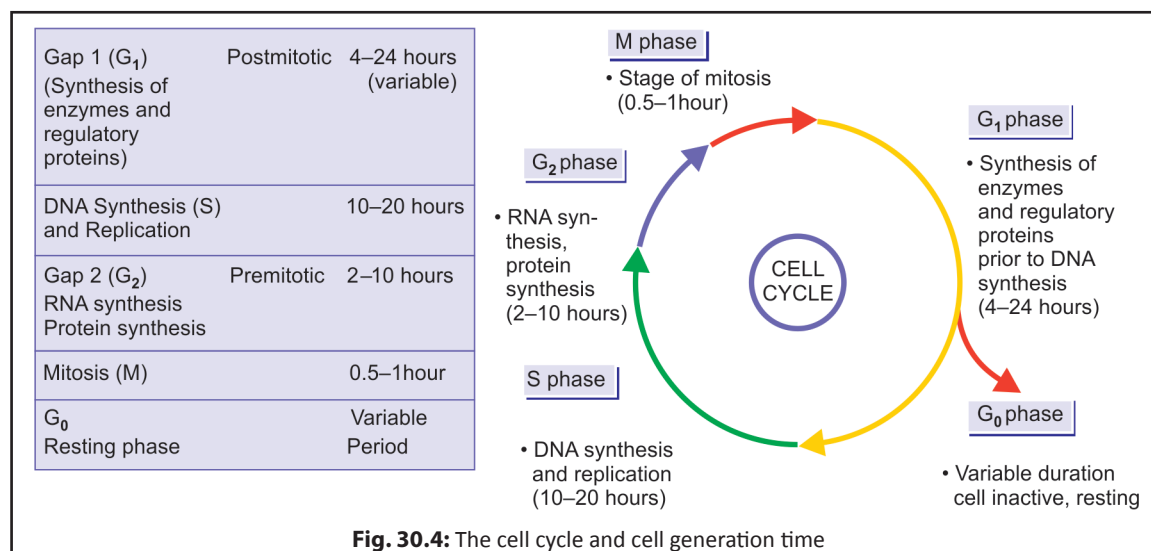 Gap 1 (G₁) Postmitotic 4–24 hours
(Synthesis of (variable)
enzymes and
regulatory
proteins)
DNA Synthesis (S) 10–20 hours
and Replication
Gap 2 (G₂) Premitotic 2–10 hours
RNA synthesis
Protein synthesis
Mitosis (M) 0.5–1hour
G₀ Variable
Resting phase Period
M phase
• Stage of mitosis
(0.5–1hour)
G₁ phase
• Synthesis of
enzymes
and regulatory
proteins
prior to DNA
synthesis
(4–24 hours)
G₂ phase
• RNA syn-
thesis,
protein
synthesis
(2–10 hours)
CELL
CYCLE
S phase
• DNA synthesis
and replication
(10–20 hours)
G₀ phase
• Variable duration
cell inactive, resting
Fig. 30.4: The cell cycle and cell generation time